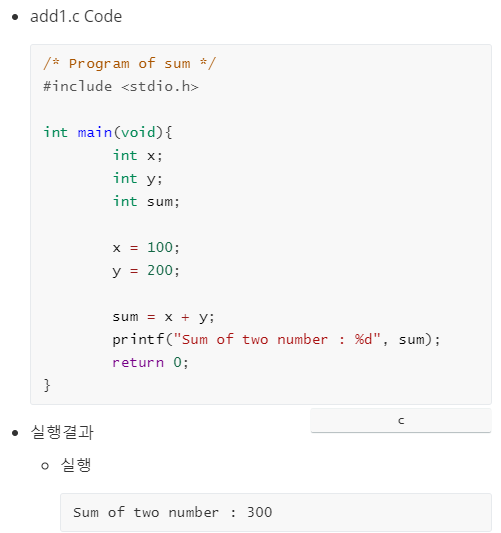 add1.c Code
/* Program of sum */
#include <stdio.h>
int main(void){
int x;
int y;
int sum;
x = 100;
y = 200;
sum = x + y;
printf("Sum of two number : %d", sum);
return 0;
}
c
실행결과
실행
Sum of two number : 300